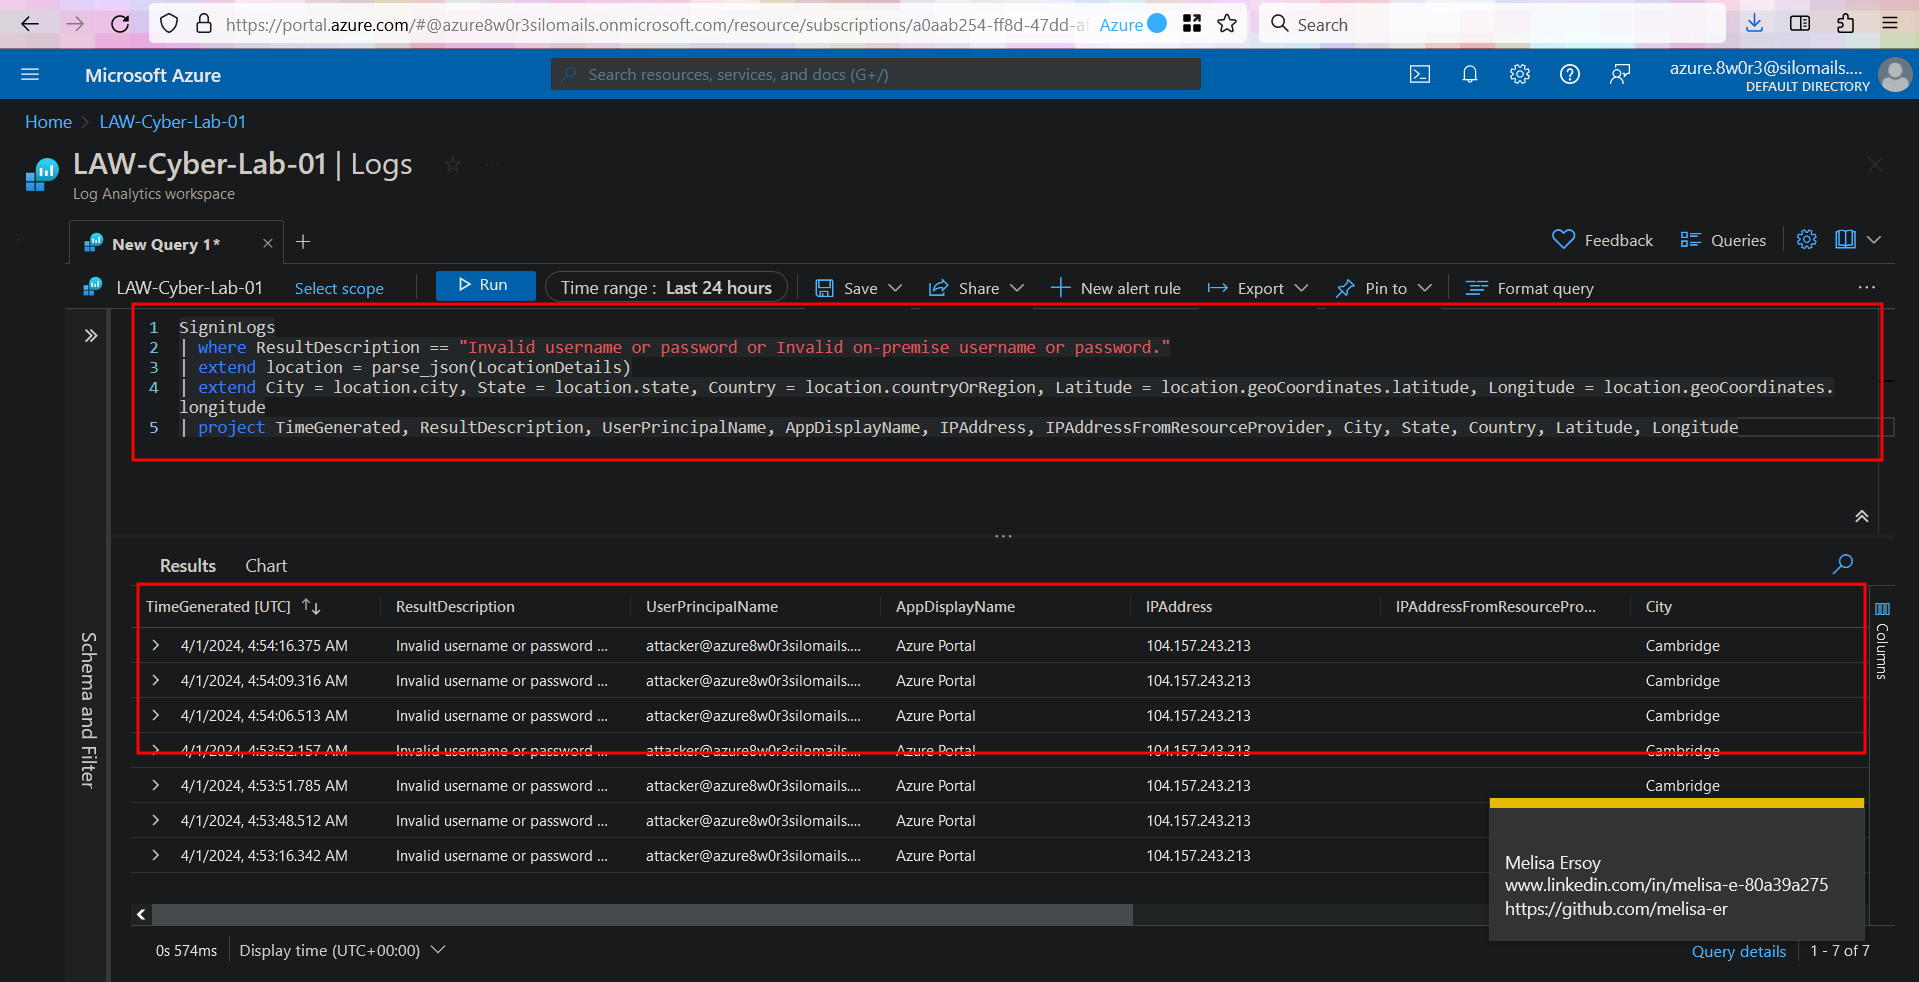 https://portal.azure.com/#@azure8w0r3silomails.onmicrosoft.com/resource/subscriptions/a0aab254-ff8d-47dd-a
Azure
Search
Microsoft Azure
Search resources, services, and docs (G+/)
azure.8w0r3@silomails....
DEFAULT DIRECTORY
Home > LAW-Cyber-Lab-01
LAW-Cyber-Lab-01 | Logs
Log Analytics workspace
New Query 1*
Feedback
Queries
LAW-Cyber-Lab-01
Select scope
Run
Time range : Last 24 hours
Save
Share
New alert rule
Export
Pin to
Format query
1 SigninLogs
2 | where ResultDescription == "Invalid username or password or Invalid on-premise username or password."
3 | extend location = parse_json(LocationDetails)
4 | extend City = location.city, State = location.state, Country = location.countryOrRegion, Latitude = location.geoCoordinates.latitude, Longitude = location.geoCoordinates.
longitude
5 | project TimeGenerated, ResultDescription, UserPrincipalName, AppDisplayName, IPAddress, IPAddressFromResourceProvider, City, State, Country, Latitude, Longitude
Schema and Filter
Results
Chart
TimeGenerated [UTC] ResultDescription UserPrincipalName AppDisplayName IPAddress IPAddressFromResourcePro... City
4/1/2024, 4:54:16.375 AM Invalid username or password ... attacker@azure8w0r3silomails.... Azure Portal 104.157.243.213 Cambridge
4/1/2024, 4:54:09.316 AM Invalid username or password ... attacker@azure8w0r3silomails.... Azure Portal 104.157.243.213 Cambridge
4/1/2024, 4:54:06.513 AM Invalid username or password ... attacker@azure8w0r3silomails.... Azure Portal 104.157.243.213 Cambridge
4/1/2024, 4:53:52.157 AM Invalid username or password ... attacker@azure8w0r3silomails.... Azure Portal 104.157.243.213 Cambridge
4/1/2024, 4:53:51.785 AM Invalid username or password ... attacker@azure8w0r3silomails.... Azure Portal 104.157.243.213 Cambridge
4/1/2024, 4:53:48.512 AM Invalid username or password ... attacker@azure8w0r3silomails.... Azure Portal 104.157.243.213
4/1/2024, 4:53:16.342 AM Invalid username or password ... attacker@azure8w0r3silomails.... Azure Portal 104.157.243.213
Columns
Melisa Ersoy
www.linkedin.com/in/melisa-e-80a39a275
https://github.com/melisa-er
0s 574ms
Display time (UTC+00:00)
Query details
1 - 7 of 7